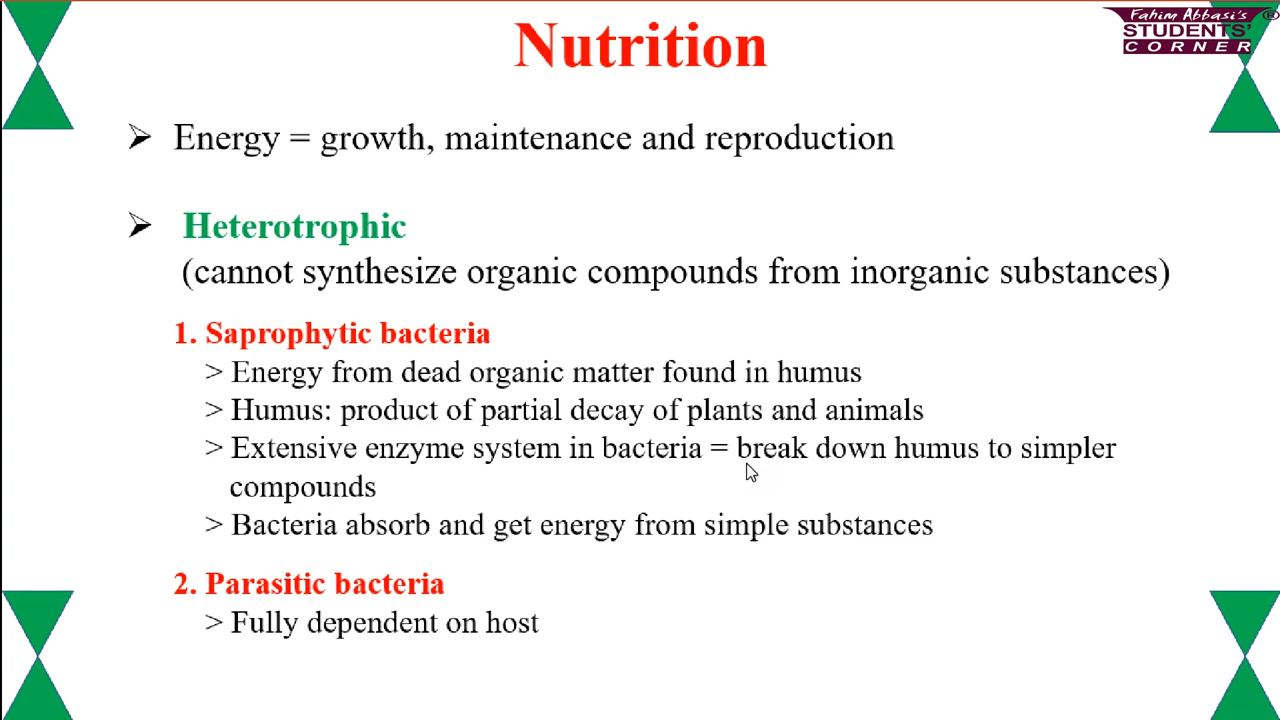 Fahim Abbasi's ®
STUDENTS'
CORNER
Nutrition
➢ Energy = growth, maintenance and reproduction
➢ Heterotrophic
(cannot synthesize organic compounds from inorganic substances)
1. Saprophytic bacteria
> Energy from dead organic matter found in humus
> Humus: product of partial decay of plants and animals
> Extensive enzyme system in bacteria = break down humus to simpler
compounds
> Bacteria absorb and get energy from simple substances
2. Parasitic bacteria
> Fully dependent on host